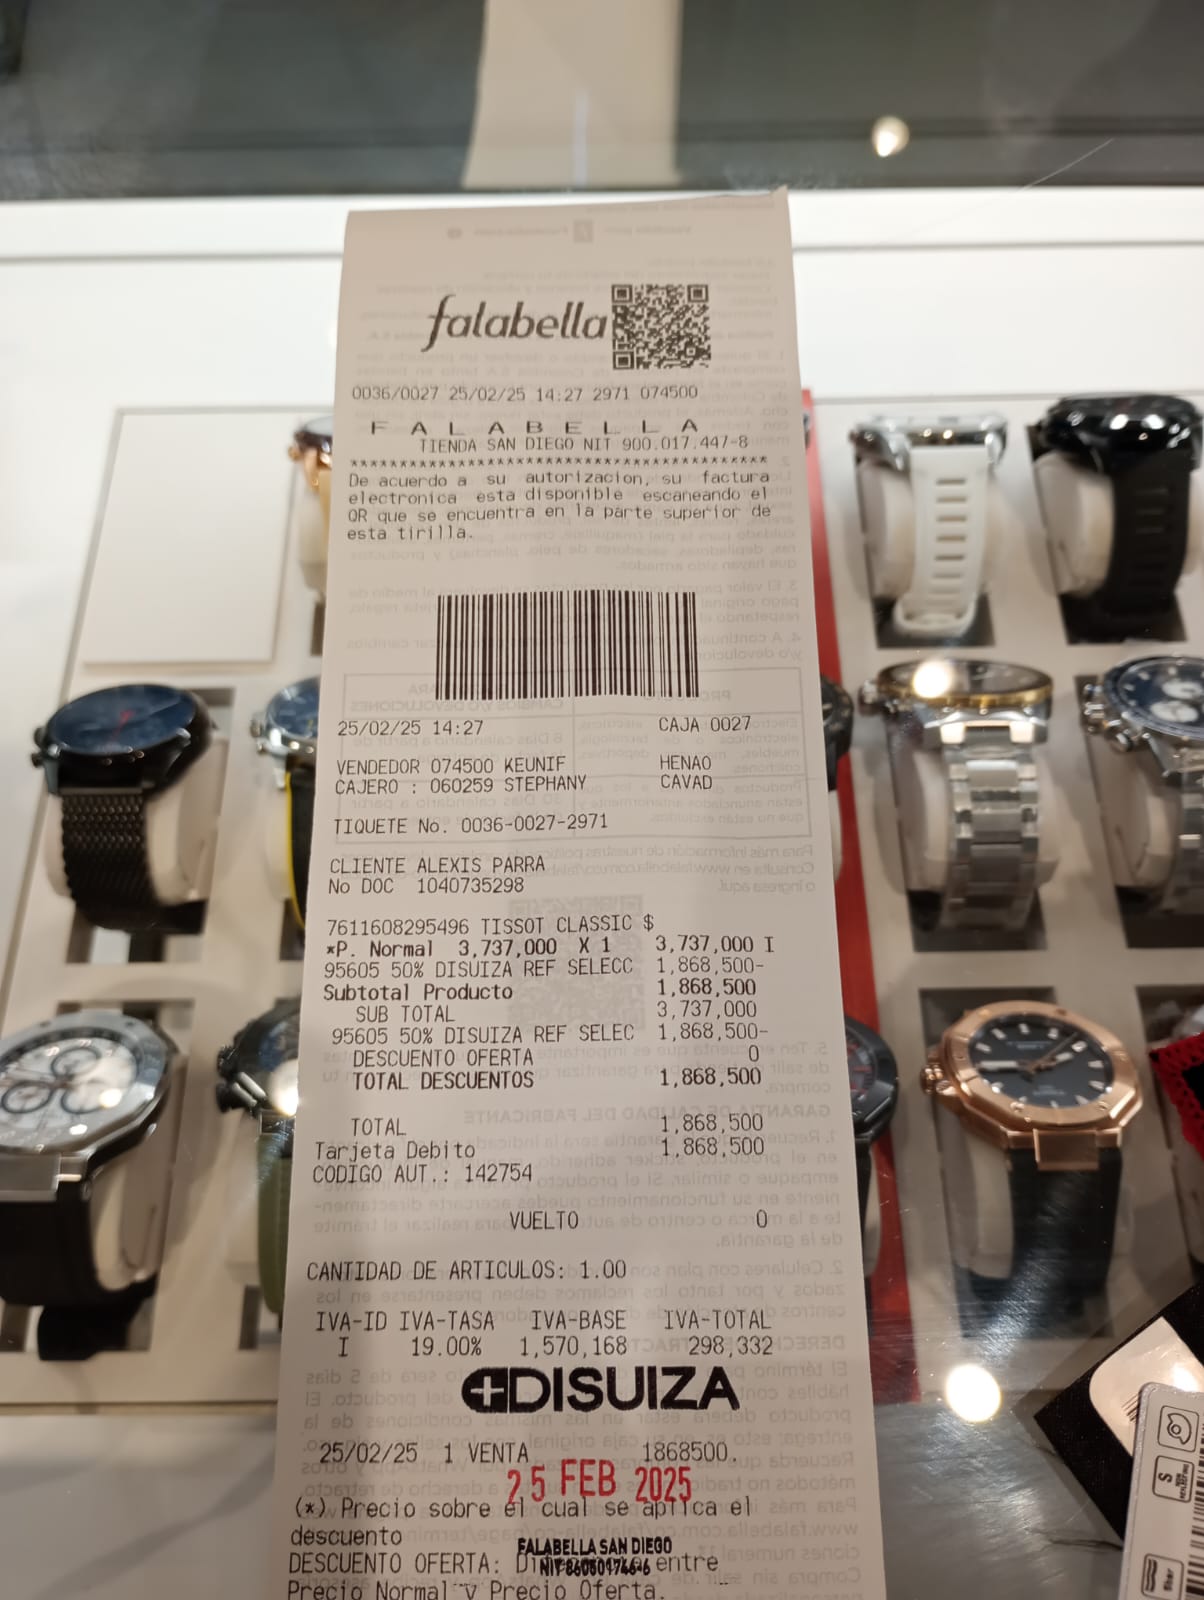 falabella
0036/0027 25/02/25 14:27 2971 074500
F A L A B E L L A
TIENDA SAN DIEGO NIT 900.017.447-8
****************************************
De acuerdo a su autorizacion, su factura
electronica esta disponible escaneando el
QR que se encuentra en la parte superior de
esta tirilla.
25/02/25 14:27 CAJA 0027
VENDEDOR 074500 KEUNIF HENAO
CAJERO : 060259 STEPHANY CAVAD
TIQUETE No. 0036-0027-2971
CLIENTE ALEXIS PARRA
No DOC 1040735298
7611608295496 TISSOT CLASSIC $
*P. Normal 3,737,000 X 1 3,737,000 I
95605 50% DISUIZA REF SELECC 1,868,500-
Subtotal Producto 1,868,500
SUB TOTAL 3,737,000
95605 50% DISUIZA REF SELEC 1,868,500-
DESCUENTO OFERTA 0
TOTAL DESCUENTOS 1,868,500
TOTAL 1,868,500
Tarjeta Debito 1,868,500
CODIGO AUT.: 142754
VUELTO 0
CANTIDAD DE ARTICULOS: 1.00
IVA-ID IVA-TASA IVA-BASE IVA-TOTAL
I 19.00% 1,570,168 298,332
DISUIZA
25/02/25 1 VENTA 1868500.
25 FEB 2025
(*) Precio sobre el cual se aplica el
descuento
FALABELLA SAN DIEGO
DESCUENTO OFERTA: entre
Precio Normal y Precio Oferta.